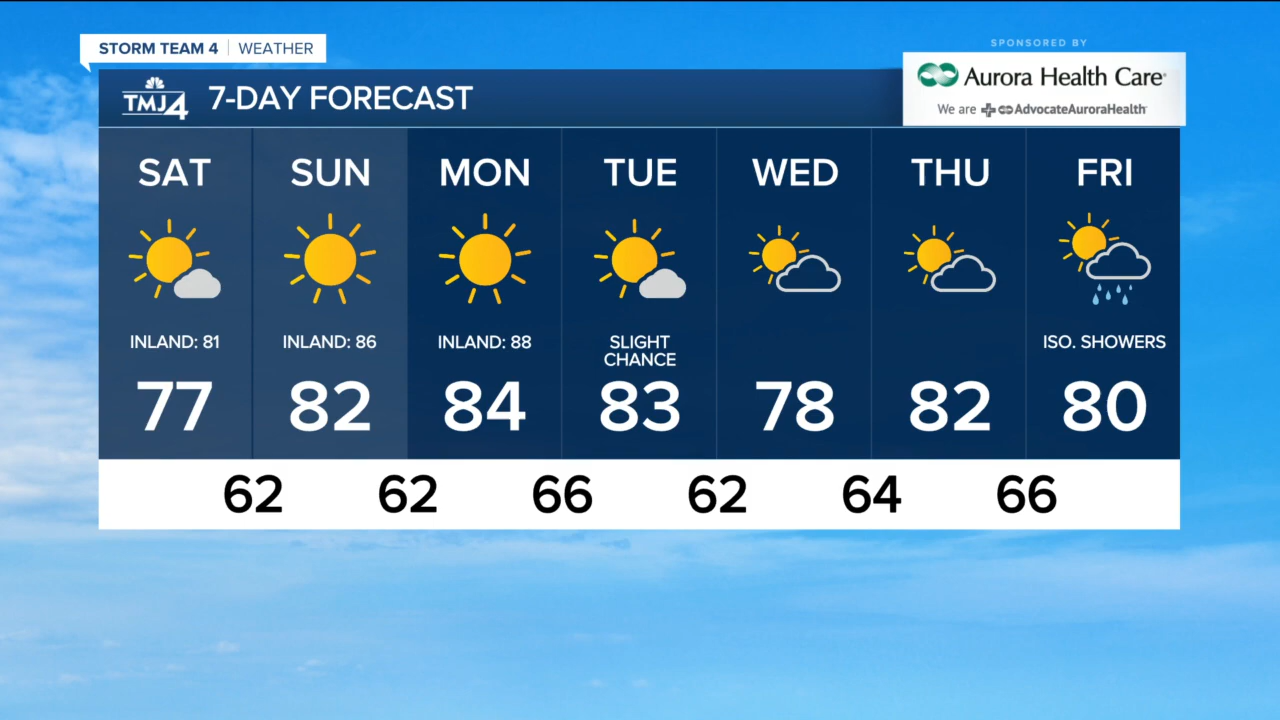 STORM TEAM 4 | WEATHER
SPONSORED BY
Aurora Health Care®
We are AdvocateAuroraHealth
TMJ4 7-DAY FORECAST
SAT SUN MON TUE WED THU FRI
INLAND: 81 INLAND: 86 INLAND: 88 SLIGHT CHANCE ISO. SHOWERS
77 82 84 83 78 82 80
62 62 66 62 64 66